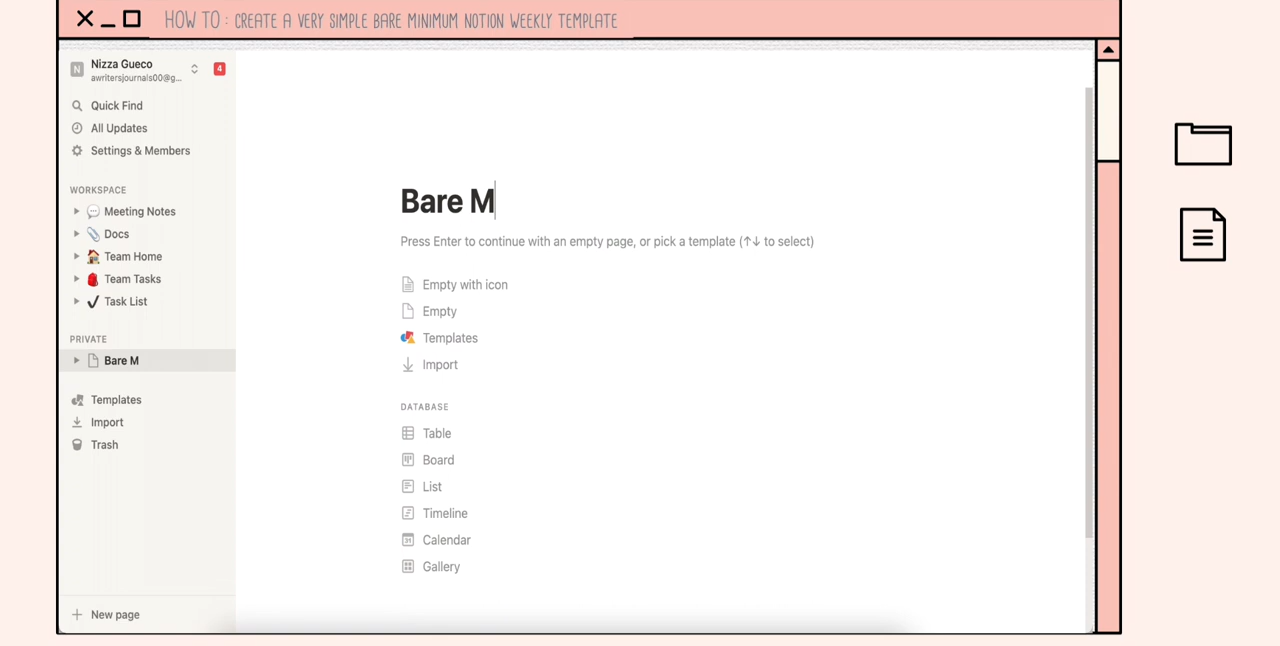 HOW TO : CREATE A VERY SIMPLE BARE MINIMUM NOTION WEEKLY TEMPLATE
N
Nizza Gueco
awritersjournals00@g...
4
Quick Find
All Updates
Settings & Members
WORKSPACE
Meeting Notes
Docs
Team Home
Team Tasks
Task List
PRIVATE
Bare M
Templates
Import
Trash
New page
Bare M
Press Enter to continue with an empty page, or pick a template (↑↓ to select)
Empty with icon
Empty
Templates
Import
DATABASE
Table
Board
List
Timeline
31 Calendar
Gallery